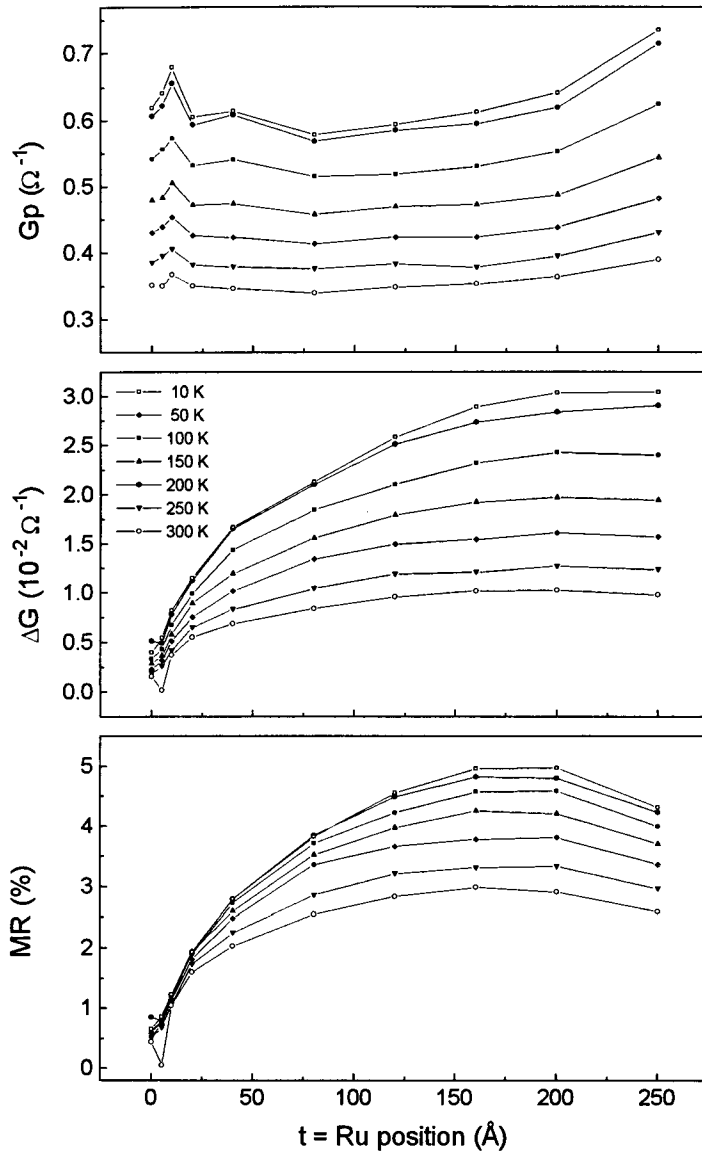 0.7
0.6
0.5
0.4
0.3
Gp (Ω⁻¹)
3.0
2.5
2.0
1.5
1.0
0.5
0.0
ΔG (10⁻² Ω⁻¹)
10 K
50 K
100 K
150 K
200 K
250 K
300 K
5
4
3
2
1
0
MR (%)
0 50 100 150 200 250
t = Ru position (Å)